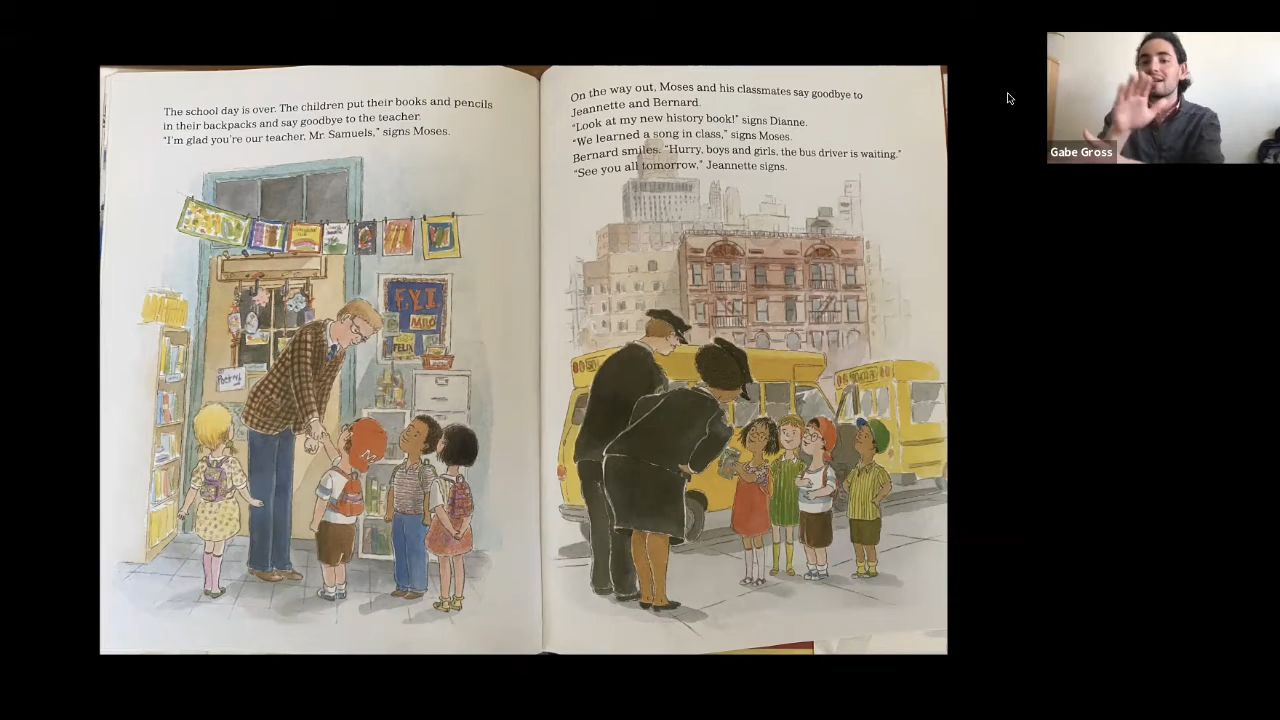 The school day is over. The children put their books and pencils
in their backpacks and say goodbye to the teacher.
"I'm glad you're our teacher, Mr. Samuels," signs Moses.
F.Y.I.
MILO
FELIX
Poetry
M
On the way out, Moses and his classmates say goodbye to
Jeannette and Bernard.
"Look at my new history book!" signs Dianne.
"We learned a song in class," signs Moses.
Bernard smiles. "Hurry, boys and girls, the bus driver is waiting."
"See you all tomorrow," Jeannette signs.
Gabe Gross